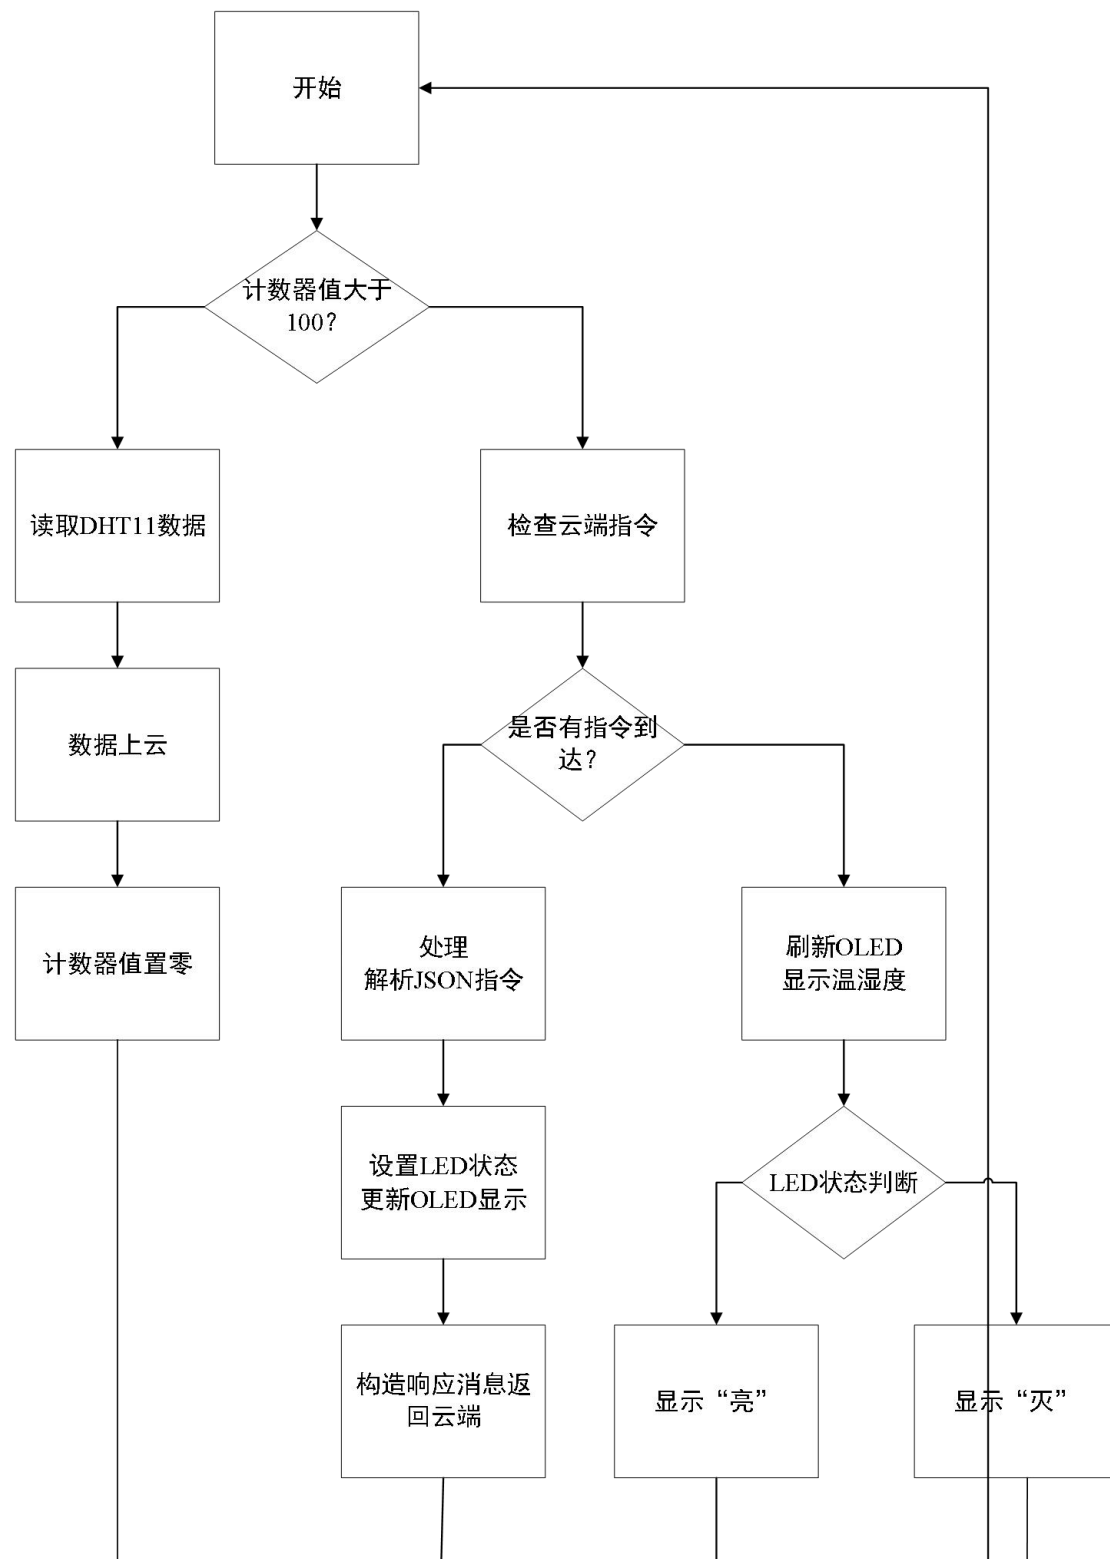 开始
计数器值大于
100?
读取DHT11数据
检查云端指令
数据上云
是否有指令到
达?
计数器值置零
处理
解析JSON指令
刷新OLED
显示温湿度
设置LED状态
更新OLED显示
LED状态判断
构造响应消息返
回云端
显示“亮”
显示“灭”